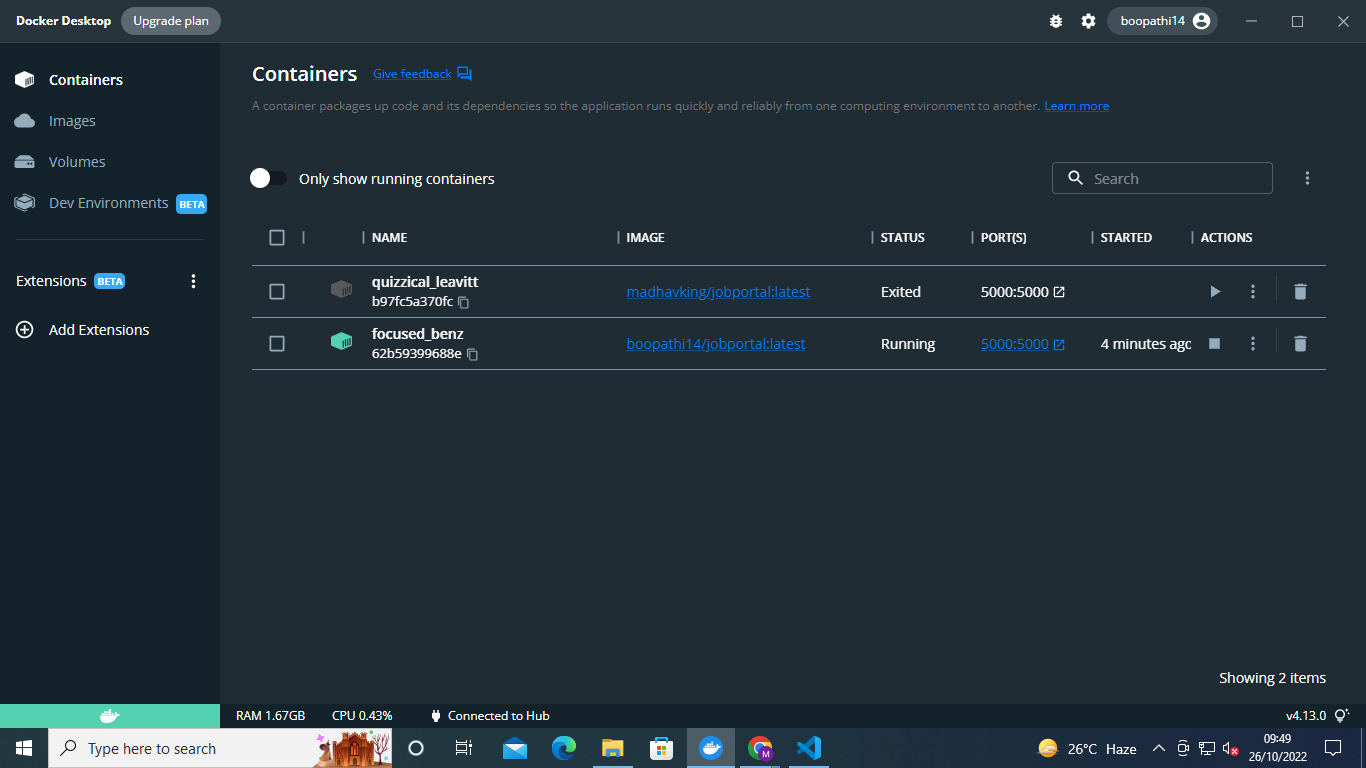 Docker Desktop Upgrade plan boopathi14
Containers
Images
Volumes
Dev Environments BETA
Extensions BETA
Add Extensions
Containers Give feedback
A container packages up code and its dependencies so the application runs quickly and reliably from one computing environment to another. Learn more
Only show running containers Search
NAME IMAGE STATUS PORT(S) STARTED ACTIONS
quizzical_leavitt
b97fc5a370fc madhavking/jobportal:latest Exited 5000:5000
focused_benz
62b59399688e boopathi14/jobportal:latest Running 5000:5000 4 minutes ago
Showing 2 items
RAM 1.67GB CPU 0.43% Connected to Hub v4.13.0
Type here to search 26°C Haze 09:49
26/10/2022